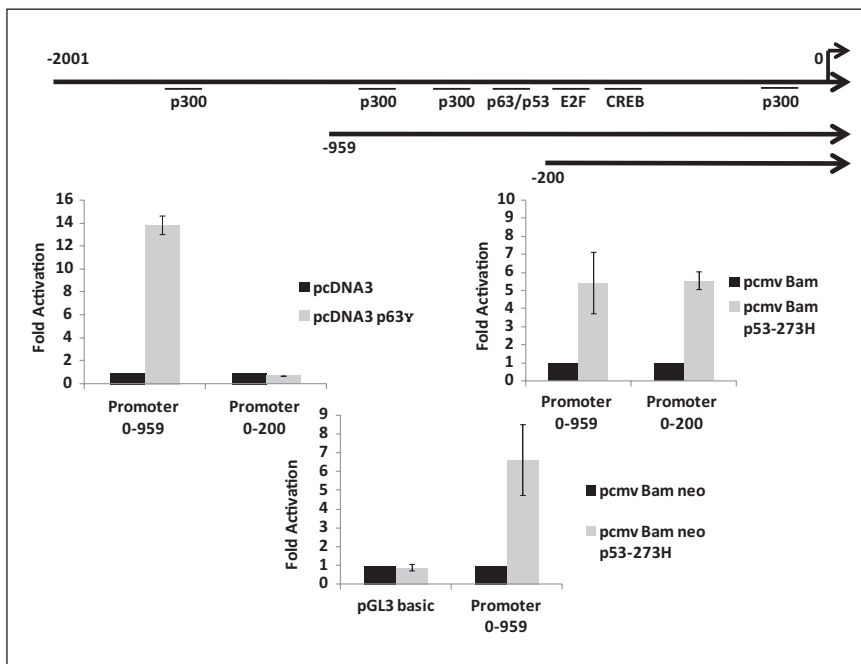 -2001
0
p300
p300
p300
p63/p53
E2F
CREB
p300
-959
-200
Fold Activation
16
14
12
10
8
6
4
2
0
Promoter
0-959
Promoter
0-200
pcDNA3
pcDNA3 p63γ
Fold Activation
10
9
8
7
6
5
4
3
2
1
0
Promoter
0-959
Promoter
0-200
pcmv Bam
pcmv Bam
p53-273H
Fold Activation
9
8
7
6
5
4
3
2
1
0
pGL3 basic
Promoter
0-959
pcmv Bam neo
pcmv Bam neo
p53-273H